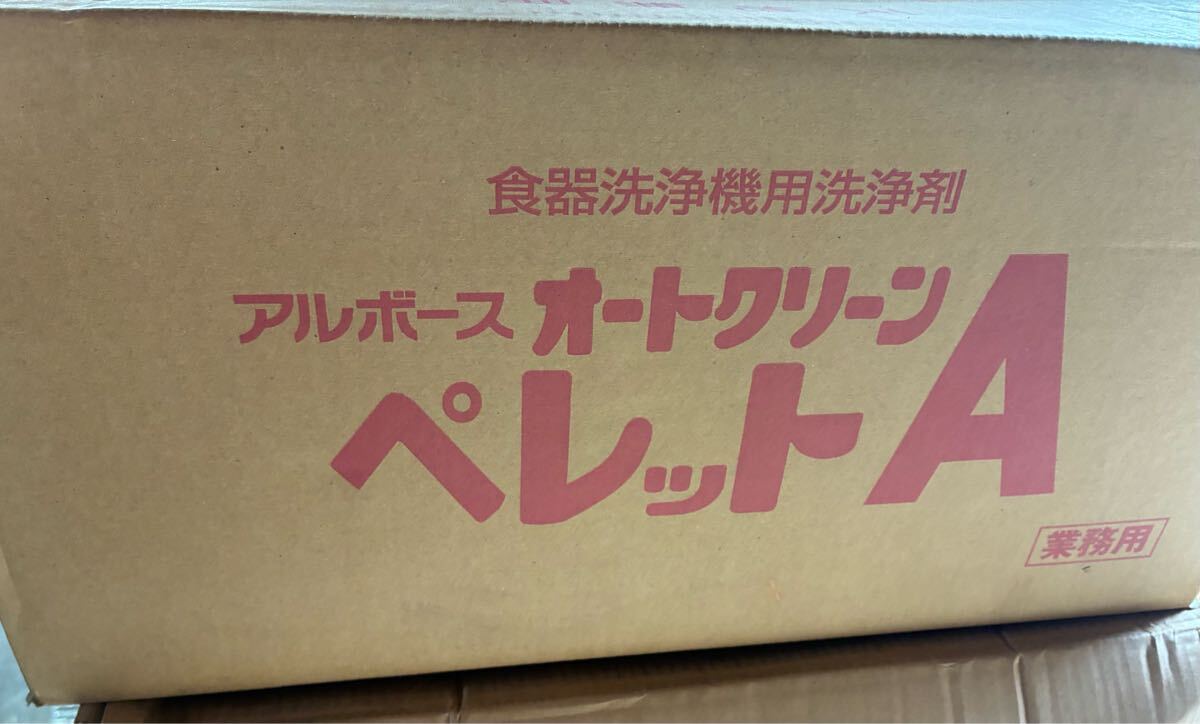 食器洗浄機用洗浄剤
アルボース オートクリーン
ペレットA
業務用